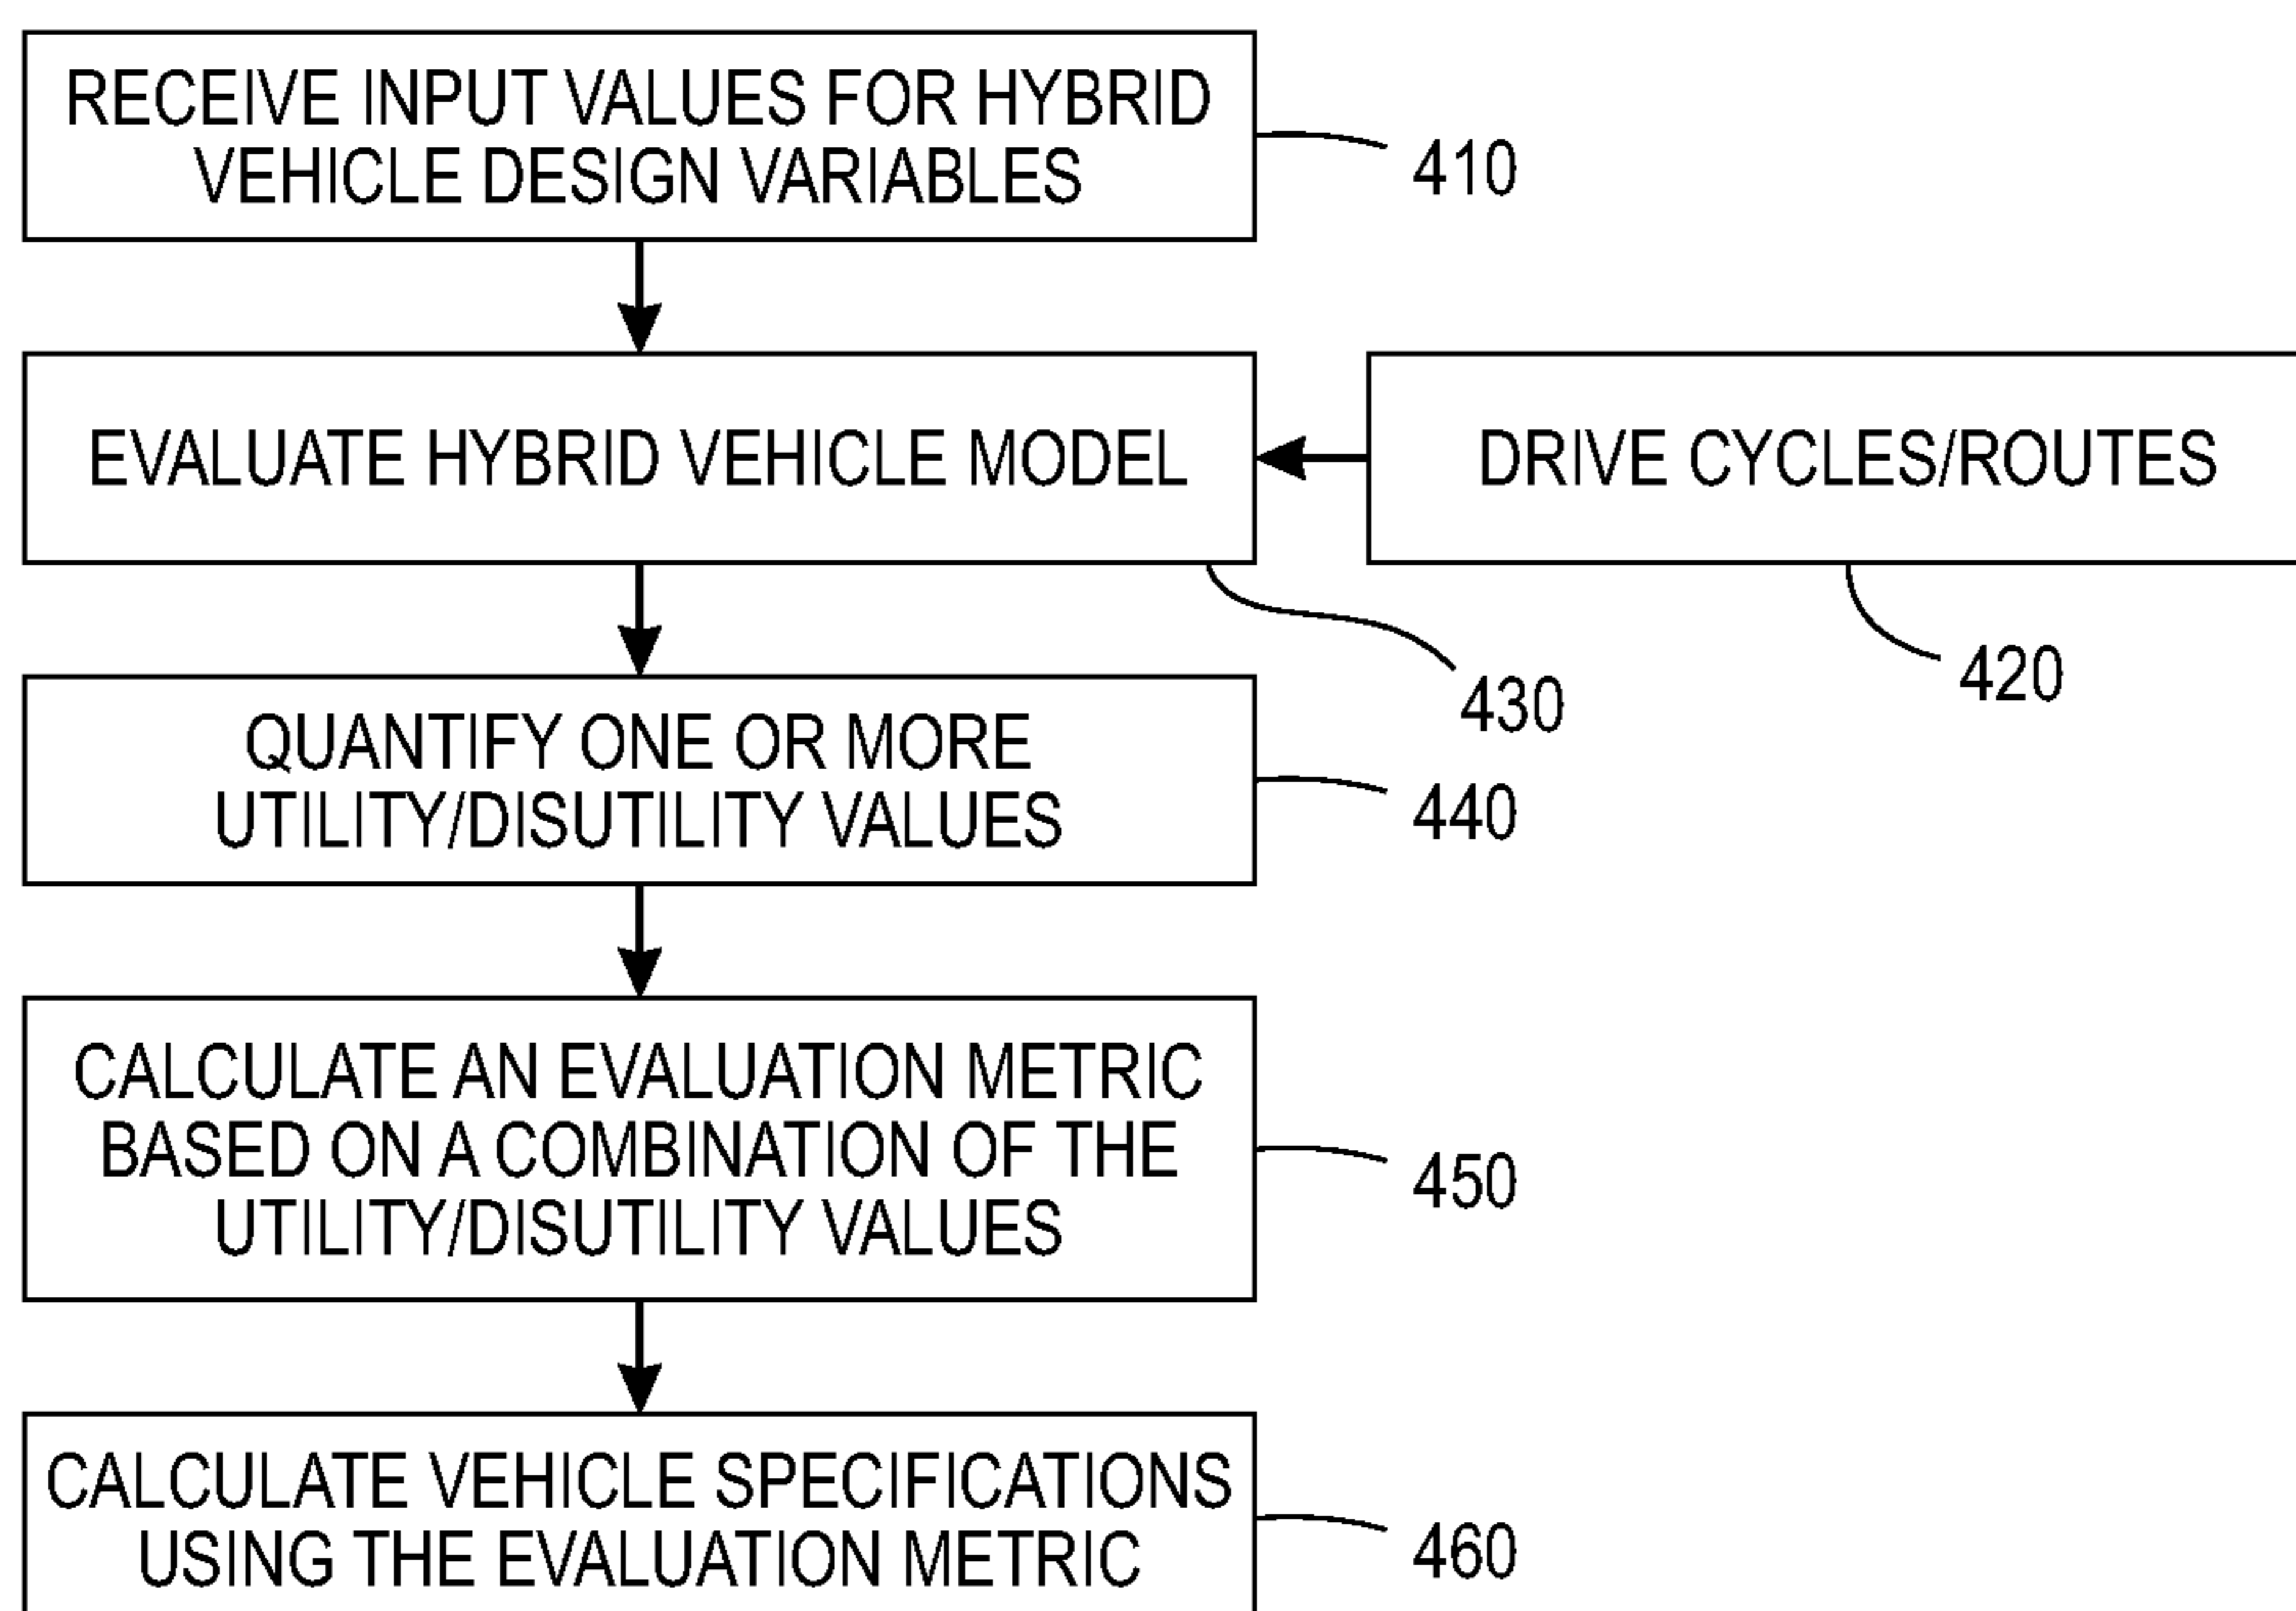 RECEIVE INPUT VALUES FOR HYBRID
VEHICLE DESIGN VARIABLES
410
EVALUATE HYBRID VEHICLE MODEL
DRIVE CYCLES/ROUTES
430
420
QUANTIFY ONE OR MORE
UTILITY/DISUTILITY VALUES
440
CALCULATE AN EVALUATION METRIC
BASED ON A COMBINATION OF THE
UTILITY/DISUTILITY VALUES
450
CALCULATE VEHICLE SPECIFICATIONS
USING THE EVALUATION METRIC
460